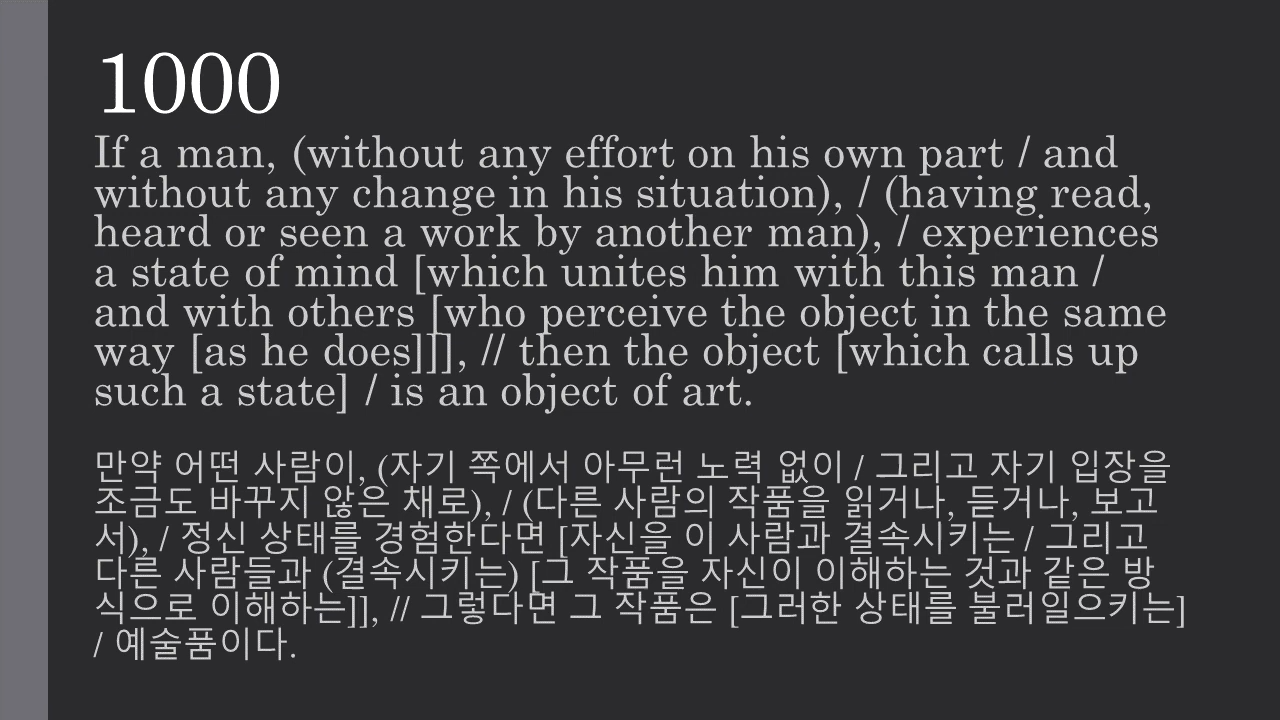 1000
If a man, (without any effort on his own part / and
without any change in his situation), / (having read,
heard or seen a work by another man), / experiences
a state of mind [which unites him with this man /
and with others [who perceive the object in the same
way [as he does]]], // then the object [which calls up
such a state] / is an object of art.
만약 어떤 사람이, (자기 쪽에서 아무런 노력 없이 / 그리고 자기 입장을
조금도 바꾸지 않은 채로), / (다른 사람의 작품을 읽거나, 듣거나, 보고
서), / 정신 상태를 경험한다면 [자신을 이 사람과 결속시키는 / 그리고
다른 사람들과 (결속시키는) [그 작품을 자신이 이해하는 것과 같은 방
식으로 이해하는]], // 그렇다면 그 작품은 [그러한 상태를 불러일으키는]
/ 예술품이다.